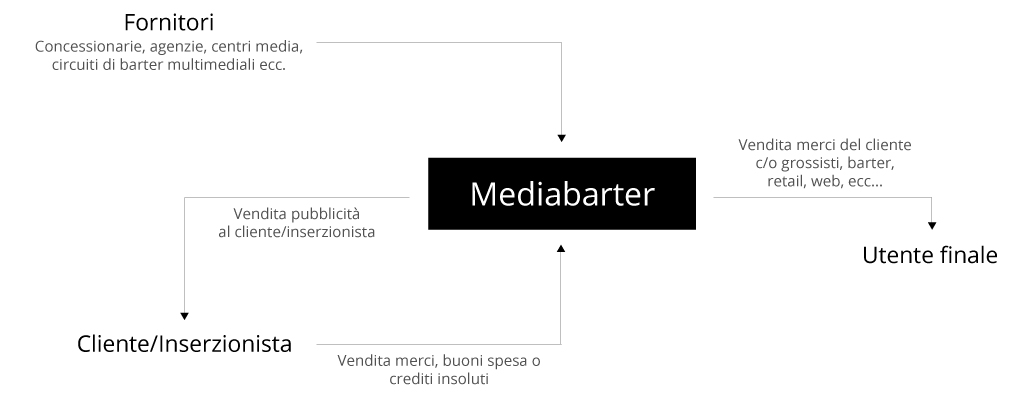 Fornitori
Concessionarie, agenzie, centri media,
circuiti di barter multimediali ecc.
Vendita merci del cliente
c/o grossisti, barter,
retail, web, ecc...
Mediabarter
Vendita pubblicità
al cliente/inserzionista
Utente finale
Cliente/Inserzionista
Vendita merci, buoni spesa o
crediti insoluti